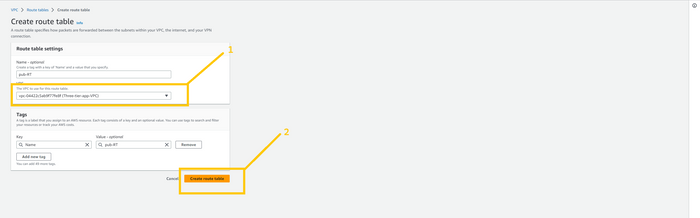 VPC > Route tables > Create route table
Create route table Info
A route table specifies how packets are forwarded between the subnets within your VPC, the internet, and your VPN
connection.
1
Route table settings
Name - optional
Create a tag with a key of 'Name' and a value that you specify.
pub-RT
VPC
The VPC to use for this route table.
(Three-tier-app-VPC)
Tags
A tag is a label that you assign to an AWS resource. Each tag consists of a key and an optional value. You can use tags to search and filter
your resources or track your AWS costs.
2
Key
Value - optional
Name
pub-RT
Remove
Add new tag
You can add 49 more tags.
Cancel
Create route table